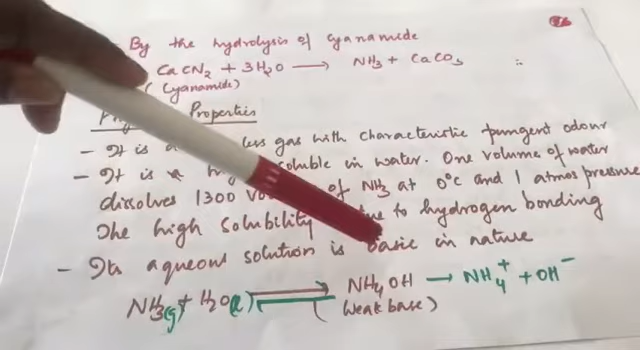 By the hydrolysis of Cyanamide
CaCN₂ + 3H₂O ⟶ NH₃ + CaCO₃
(Cyanamide)
Properties
- It is less gas with characteristic pungent odour
- It is soluble in water. One volume of water
dissolves 1300 of NH₃ at 0°C and 1 atmos pressure
The high solubility to hydrogen bonding
- Its aqueous solution is basic in nature
NH₃(g) + H₂O(l) ⇌ NH₄OH → NH₄⁺ + OH⁻
(Weak base)